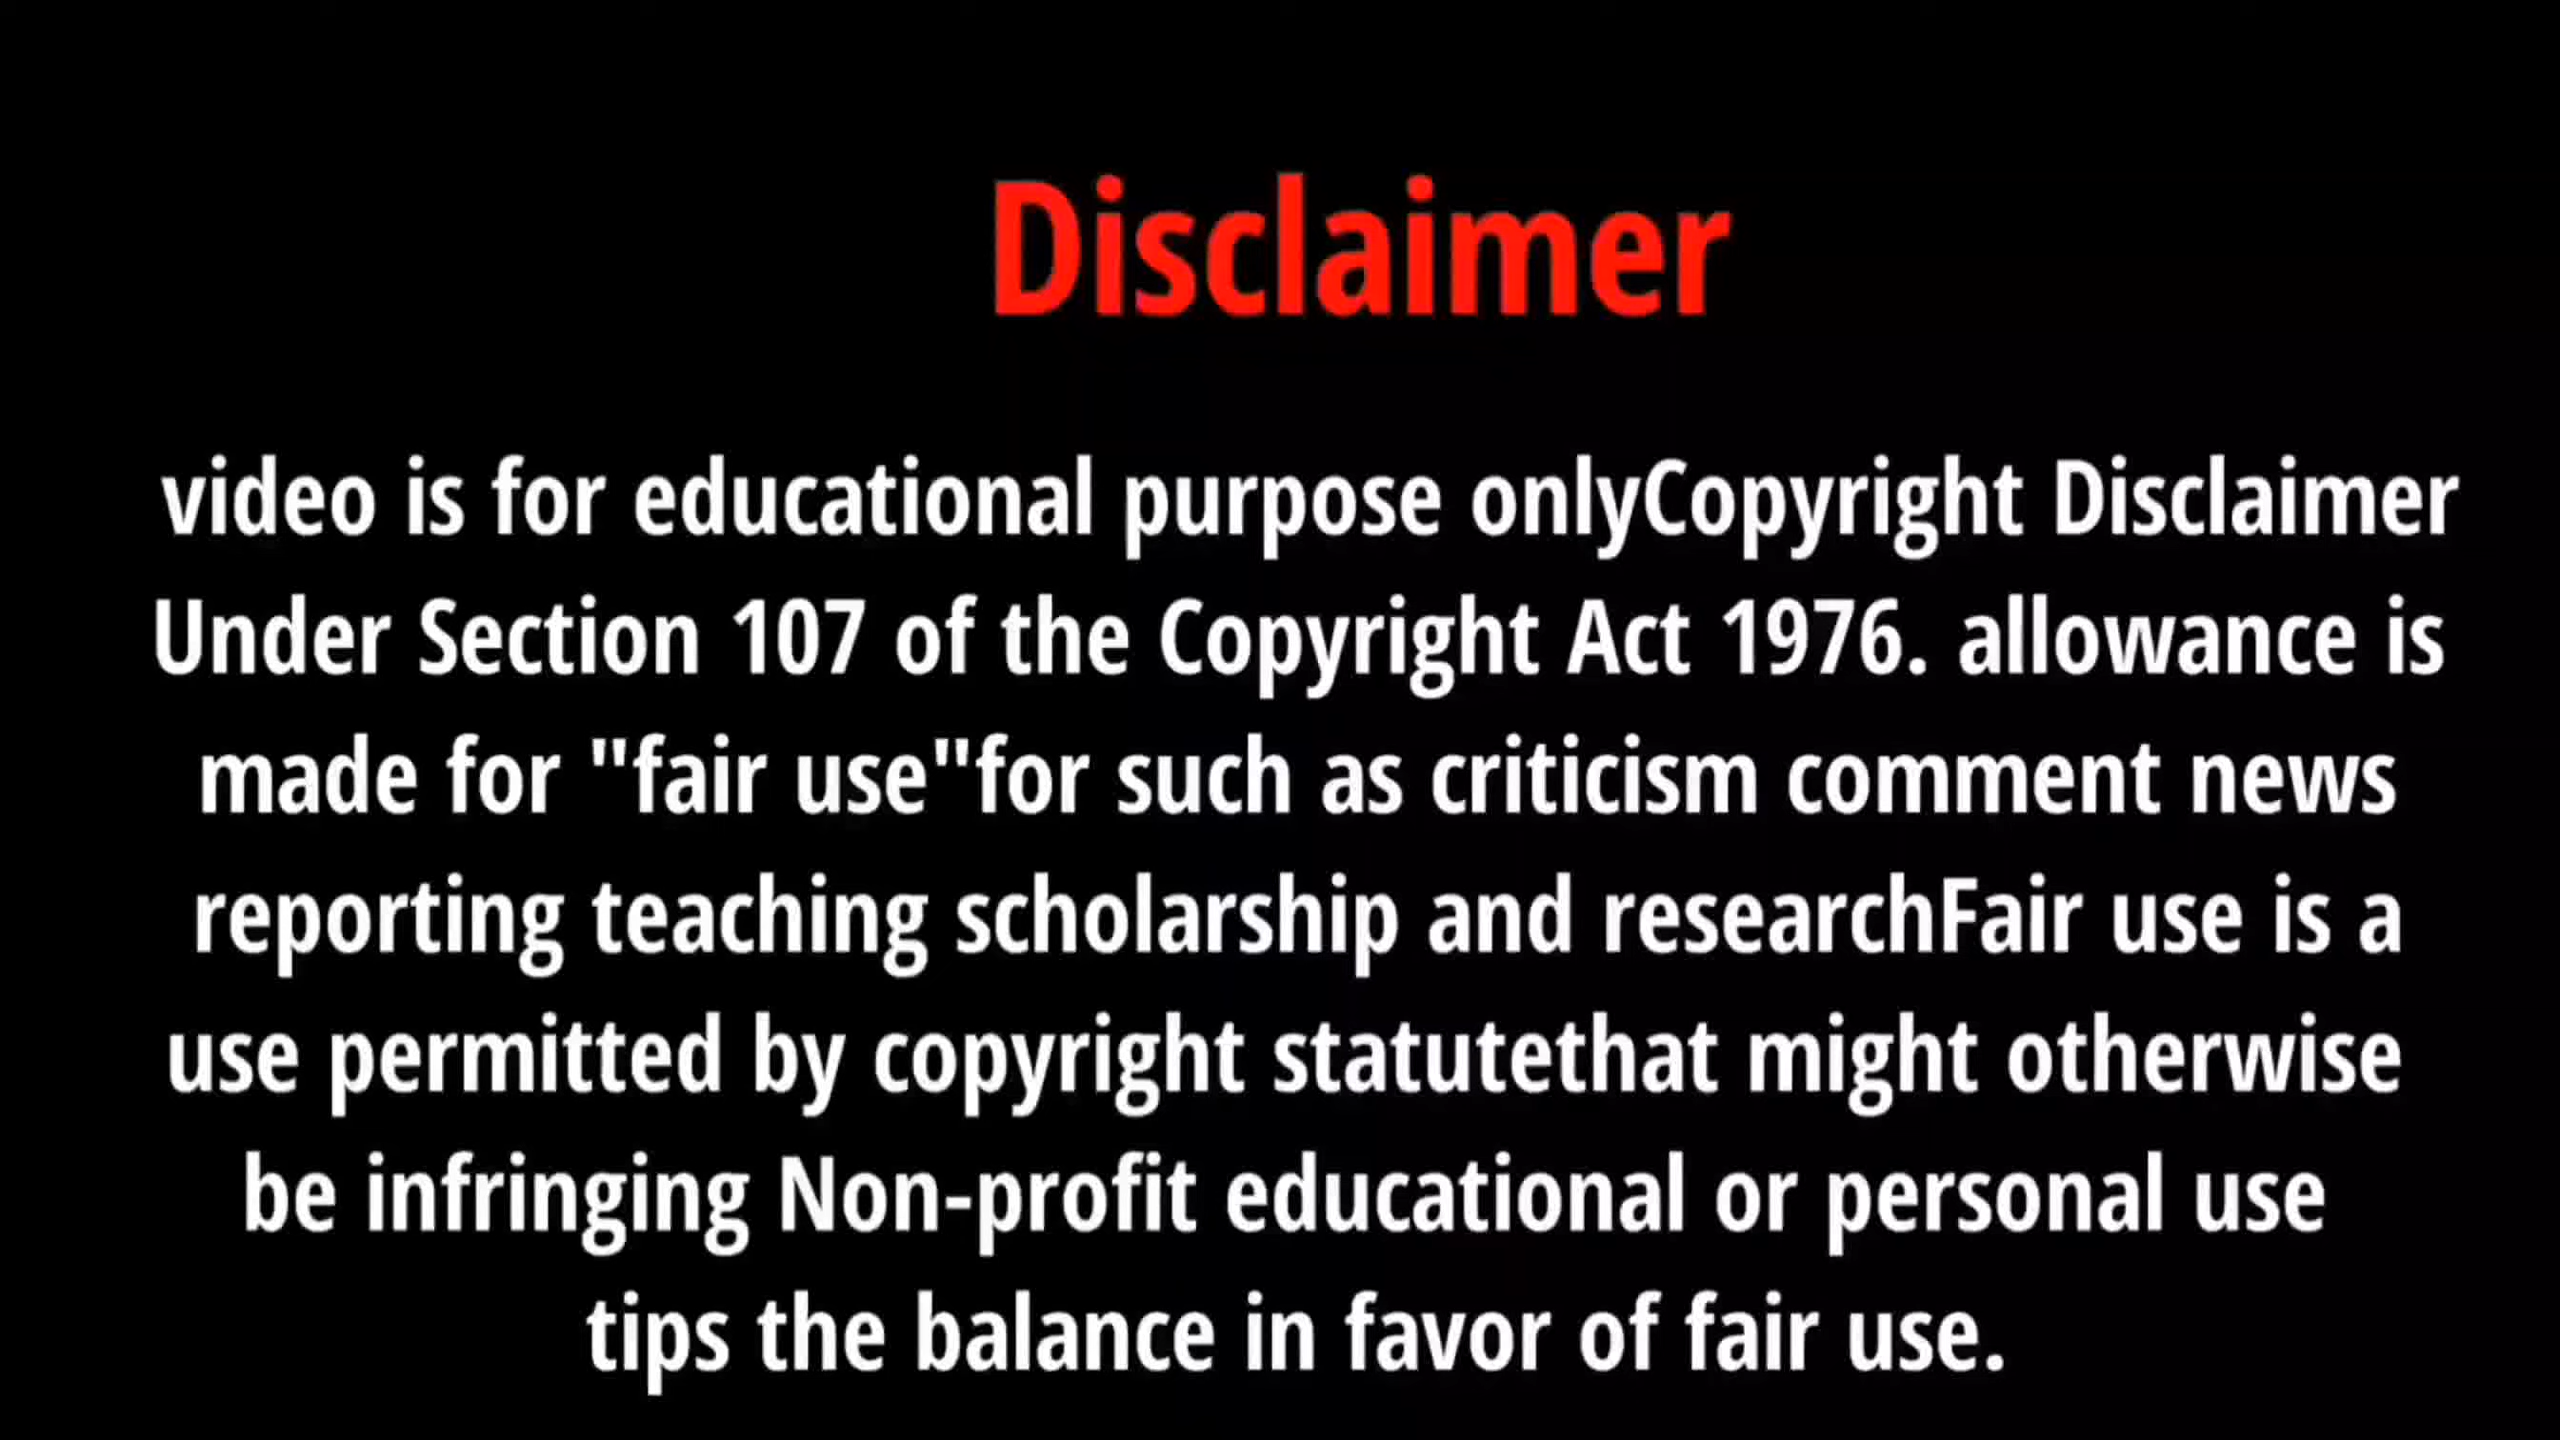 Disclaimer
video is for educational purpose onlyCopyright Disclaimer
Under Section 107 of the Copyright Act 1976. allowance is
made for "fair use"for such as criticism comment news
reporting teaching scholarship and researchFair use is a
use permitted by copyright statutethat might otherwise
be infringing Non-profit educational or personal use
tips the balance in favor of fair use.